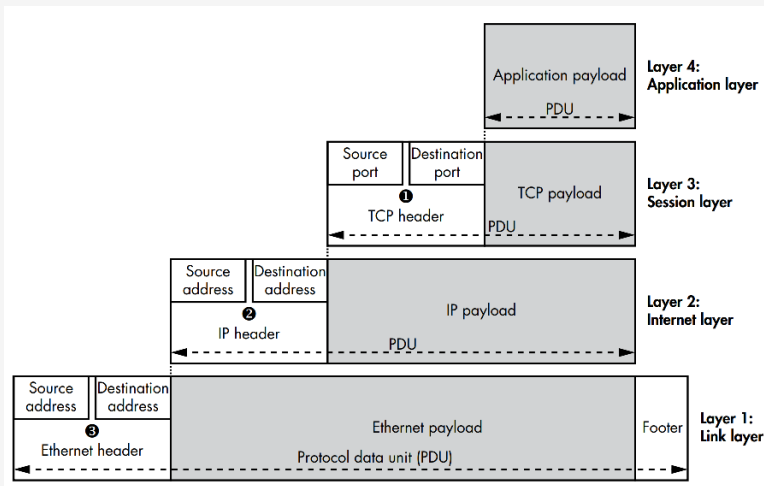 Application payload
PDU
Layer 4:
Application layer
Source
port
Destination
port
❶
TCP header
TCP payload
PDU
Layer 3:
Session layer
Source
address
Destination
address
❷
IP header
IP payload
PDU
Layer 2:
Internet layer
Source
address
Destination
address
❸
Ethernet header
Ethernet payload
Footer
Protocol data unit (PDU)
Layer 1:
Link layer